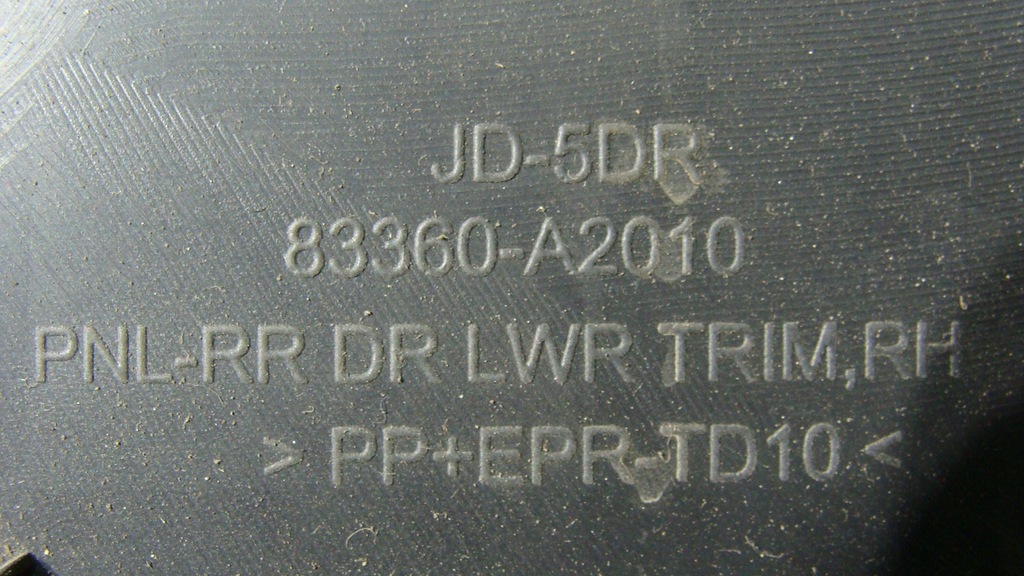 JD-5DR
83360-A2010
PNL-RR DR LWR TRIM,RH
>PP+EPR-TD10<